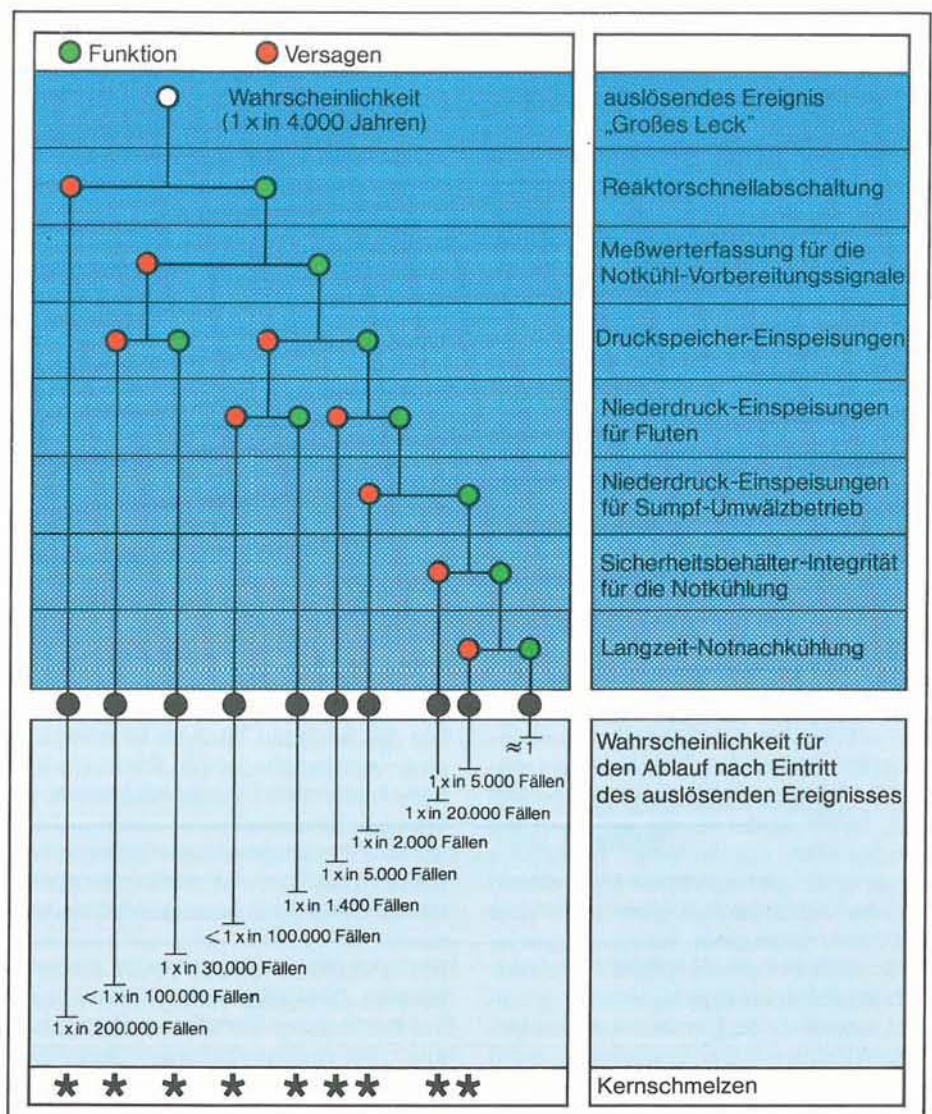 Funktion Versagen
Wahrscheinlichkeit
(1 x in 4.000 Jahren)
auslösendes Ereignis
„Großes Leck”
Reaktorschnellabschaltung
Meßwerterfassung für die
Notkühl-Vorbereitungssignale
Druckspeicher-Einspeisungen
Niederdruck-Einspeisungen
für Fluten
Niederdruck-Einspeisungen
für Sumpf-Umwälzbetrieb
Sicherheitsbehälter-Integrität
für die Notkühlung
Langzeit-Notnachkühlung
Wahrscheinlichkeit für
den Ablauf nach Eintritt
des auslösenden Ereignisses
≈ 1
1 x in 5.000 Fällen
1 x in 20.000 Fällen
1 x in 2.000 Fällen
1 x in 5.000 Fällen
1 x in 1.400 Fällen
< 1 x in 100.000 Fällen
1 x in 30.000 Fällen
< 1 x in 100.000 Fällen
1 x in 200.000 Fällen
* * * * * * * * *
Kernschmelzen